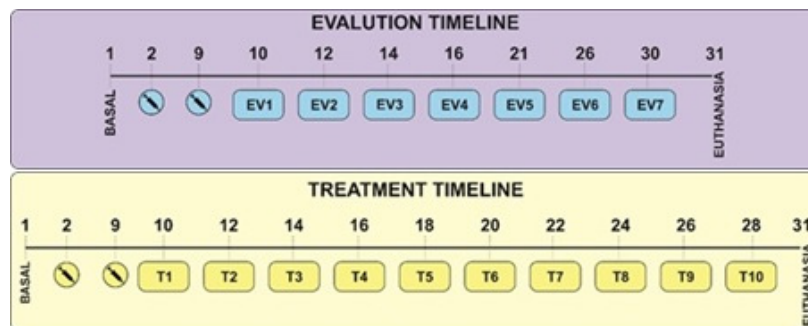 EVALUTION TIMELINE
1 2 9 10 12 14 16 21 26 30 31
BASAL EV1 EV2 EV3 EV4 EV5 EV6 EV7 EUTHANASIA
TREATMENT TIMELINE
1 2 9 10 12 14 16 18 20 22 24 26 28 31
BASAL T1 T2 T3 T4 T5 T6 T7 T8 T9 T10 EUTHANASIA